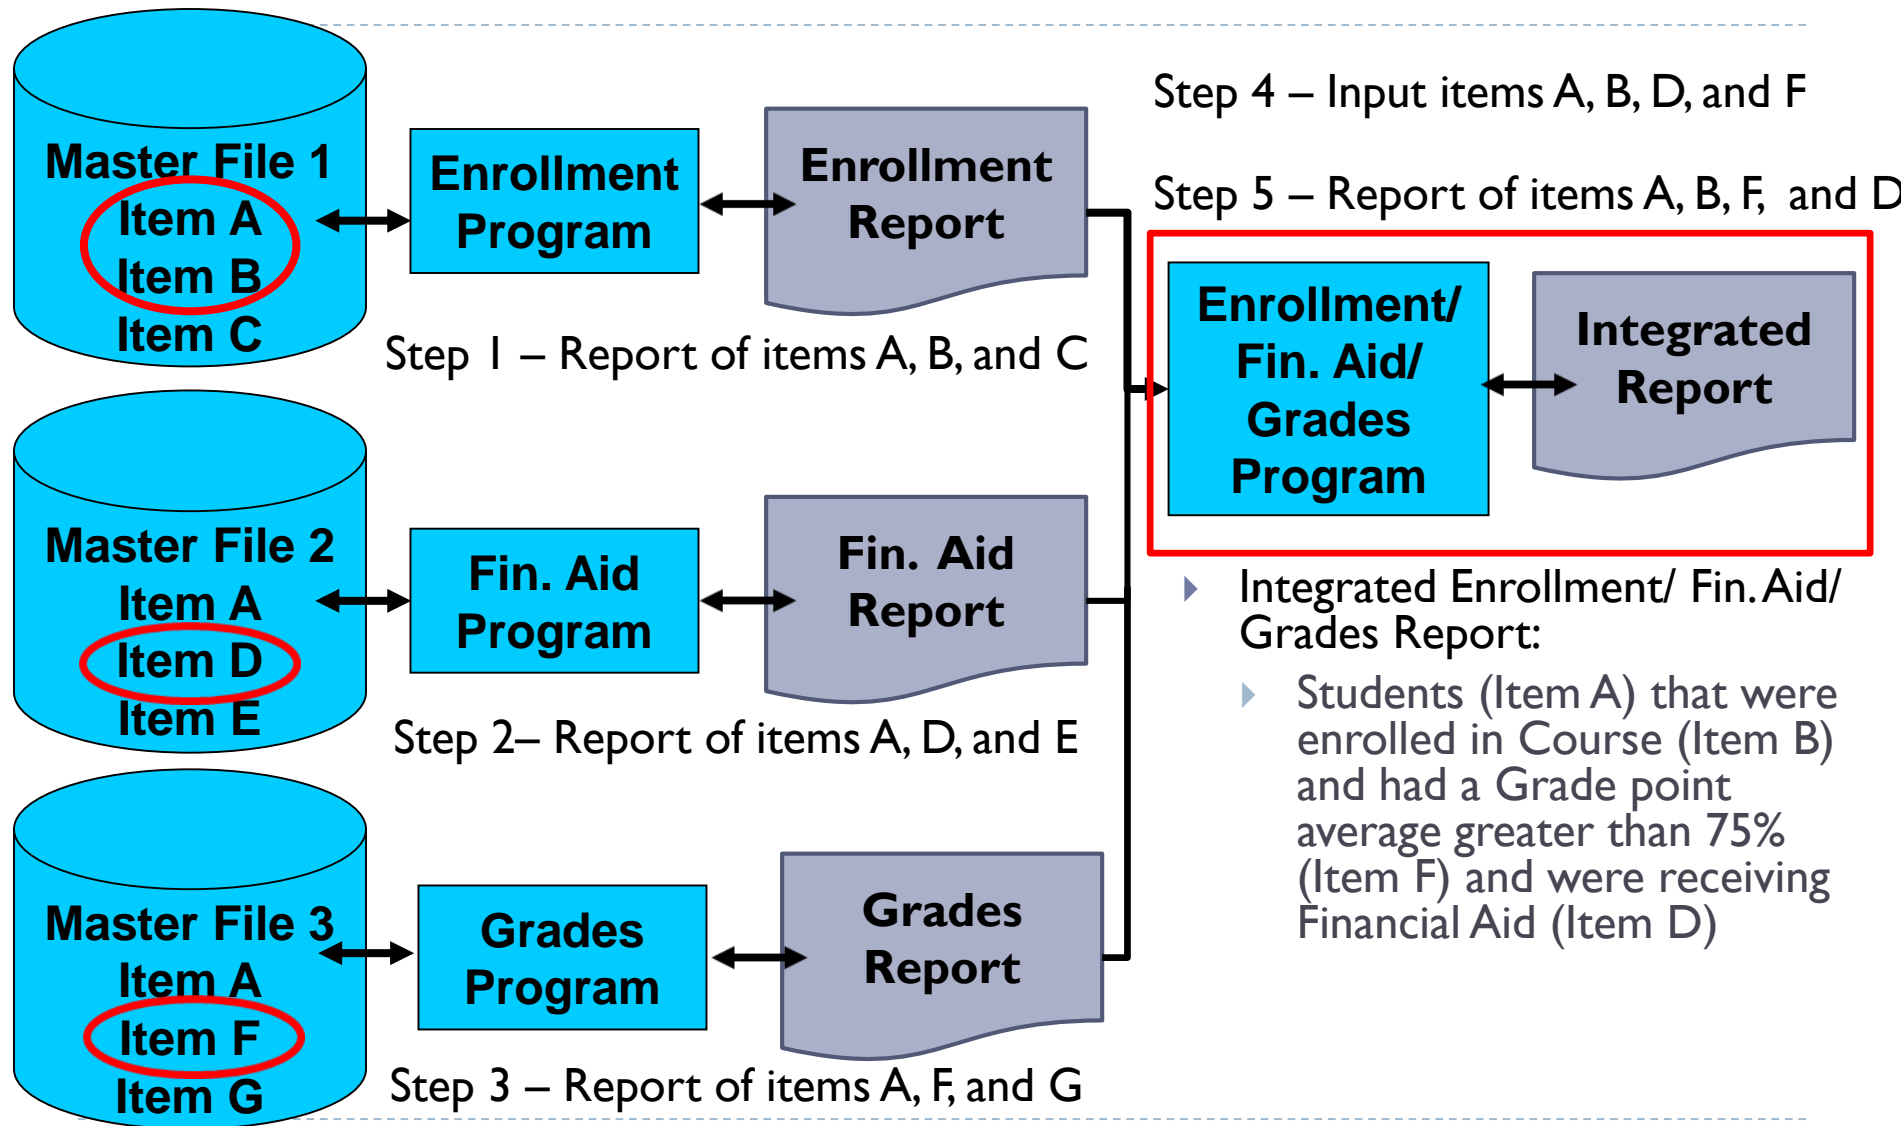 Master File 1
Item A
Item B
Item C
Enrollment
Program
Enrollment
Report
Step 1 – Report of items A, B, and C
Master File 2
Item A
Item D
Item E
Fin. Aid
Program
Fin. Aid
Report
Step 2– Report of items A, D, and E
Master File 3
Item A
Item F
Item G
Grades
Program
Grades
Report
Step 3 – Report of items A, F, and G
Step 4 – Input items A, B, D, and F
Step 5 – Report of items A, B, F, and D
Enrollment/
Fin. Aid/
Grades
Program
Integrated
Report
Integrated Enrollment/ Fin. Aid/
Grades Report:
Students (Item A) that were
enrolled in Course (Item B)
and had a Grade point
average greater than 75%
(Item F) and were receiving
Financial Aid (Item D)